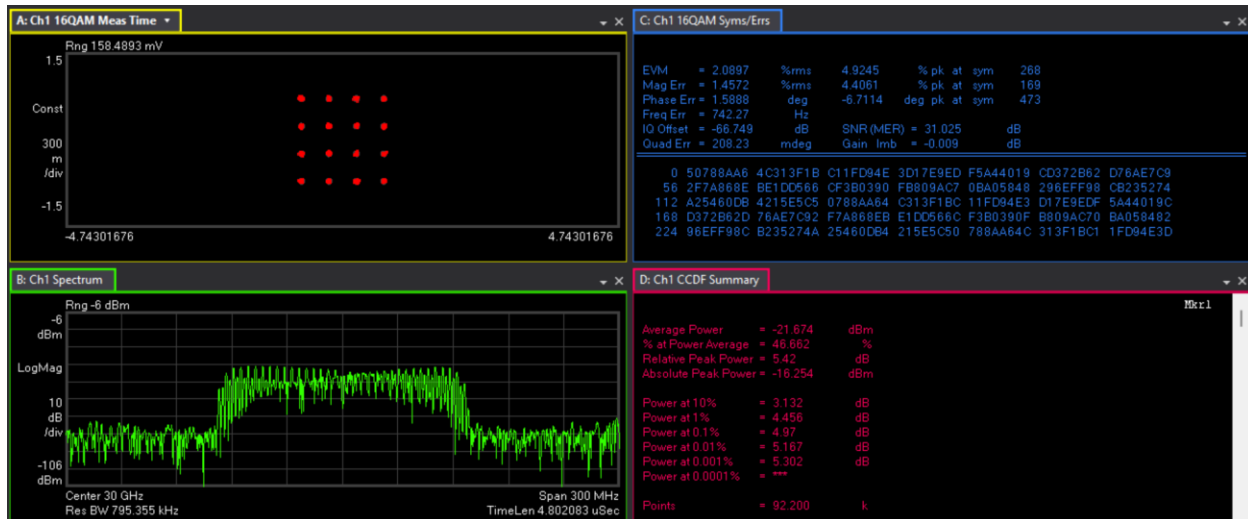 A: Ch1 16QAM Meas Time
Rng 158.4893 mV
1.5
Const
300
m
/div
-1.5
-4.74301676 4.74301676
C: Ch1 16QAM Syms/Errs
EVM = 2.0897 %rms 4.9245 % pk at sym 268
Mag Err = 1.4572 %rms 4.4061 % pk at sym 169
Phase Err = 1.5888 deg -6.7114 deg pk at sym 473
Freq Err = 742.27 Hz
IQ Offset = -66.749 dB SNR (MER) = 31.025 dB
Quad Err = 208.23 mdeg Gain Imb = -0.009 dB
0 50788AA6 4C313F1B C11FD94E 3D17E9ED F5A44019 CD372B62 D76AE7C9
56 2F7A868E BE1DD566 CF3B0390 FB809AC7 0BA05848 296EFF98 CB235274
112 A25460DB 4215E5C5 0788AA64 C313F1BC 11FD94E3 D17E9EDF 5A44019C
168 D372B62D 76AE7C92 F7A868EB E1DD566C F3B0390F B809AC70 BA058482
224 96EFF98C B235274A 25460DB4 215E5C50 788AA64C 313F1BC1 1FD94E3D
B: Ch1 Spectrum
Rng -6 dBm
-6
dBm
LogMag
10
dB
/div
-106
dBm
Center 30 GHz Span 300 MHz
Res BW 795.355 kHz TimeLen 4.802083 uSec
D: Ch1 CCDF Summary
Mkr1
Average Power = -21.674 dBm
% at Power Average = 46.662 %
Relative Peak Power = 5.42 dB
Absolute Peak Power = -16.254 dBm
Power at 10% = 3.132 dB
Power at 1% = 4.456 dB
Power at 0.1% = 4.97 dB
Power at 0.01% = 5.167 dB
Power at 0.001% = 5.302 dB
Power at 0.0001% = ***
Points = 92.200 k